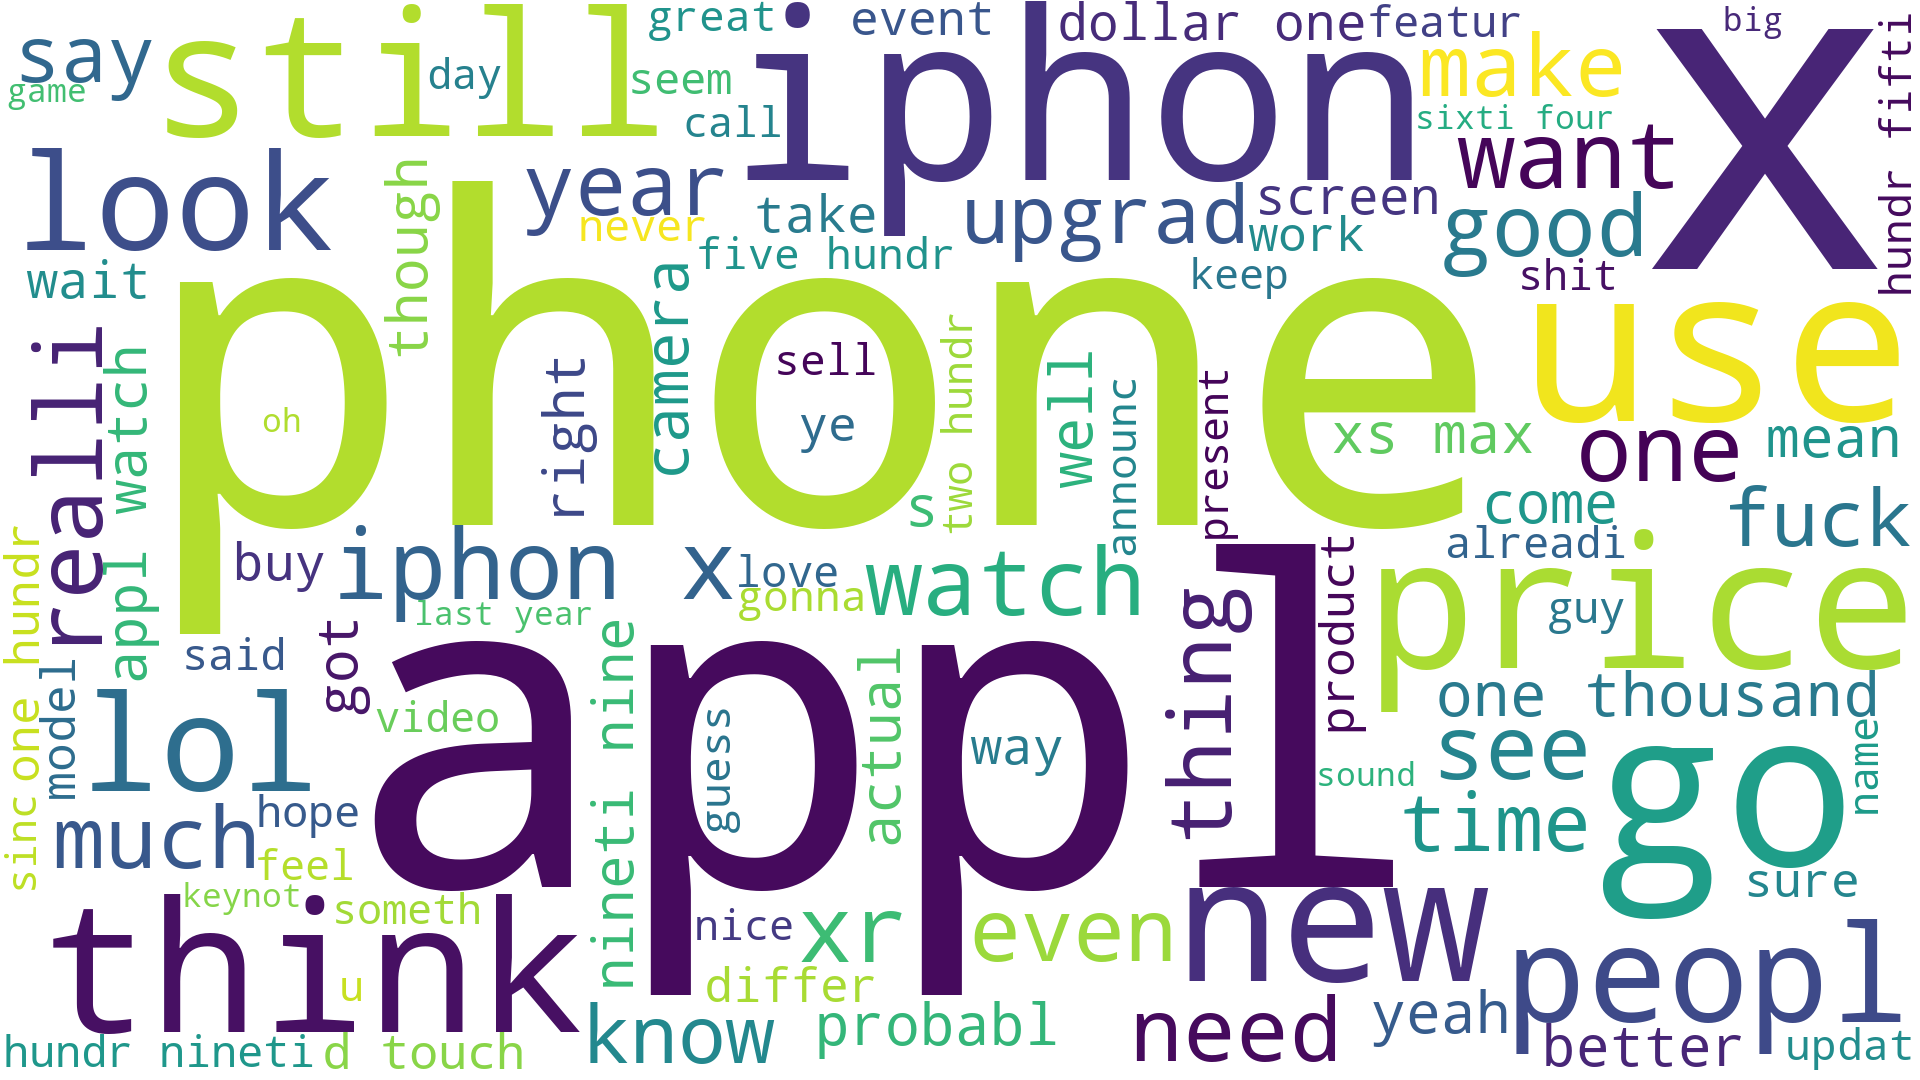 say
game
still
day
great
seem
call
event
iphon
dollar one
featur
make
sixti four
x
big
hundr fifti
look
though
year
never
take
five hundr
upgrad
screen
work
keep
want
good
shit
wait
realli
appl watch
phone
oh
right
camera
sell
ye
s
two hundr
well
announc
present
use
xs max
one
mean
come
alreadi
fuck
one hundr
buy
iphon x
last year
love
gonna
watch
appl
thing
product
price
guy
said
got
model
lol
video
nineti nine
guess
actual
way
sound
one thousand
see
time
go
name
sinc
much
hope
feel
keynot
someth
think
u
nice
xr
differ
even
new
sure
peopl
hundr nineti
d touch
know
probabl
need
yeah
better
updat